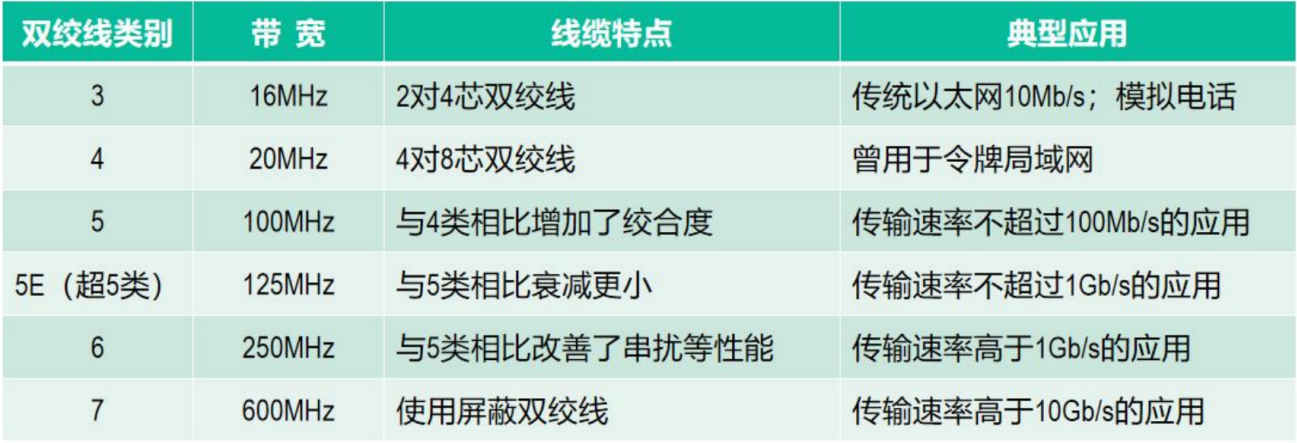 双绞线类别 带 宽 线缆特点 典型应用
3 16MHz 2对4芯双绞线 传统以太网10Mb/s；模拟电话
4 20MHz 4对8芯双绞线 曾用于令牌局域网
5 100MHz 与4类相比增加了绞合度 传输速率不超过100Mb/s的应用
5E（超5类） 125MHz 与5类相比衰减更小 传输速率不超过1Gb/s的应用
6 250MHz 与5类相比改善了串扰等性能 传输速率高于1Gb/s的应用
7 600MHz 使用屏蔽双绞线 传输速率高于10Gb/s的应用